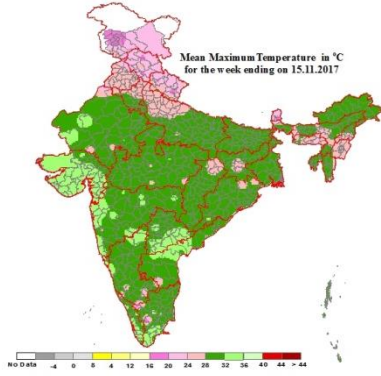 Mean Maximum Temperature in °C
for the week ending on 15.11.2017
No Data -4 0 8 4 12 16 20 24 28 32 36 40 44 > 44